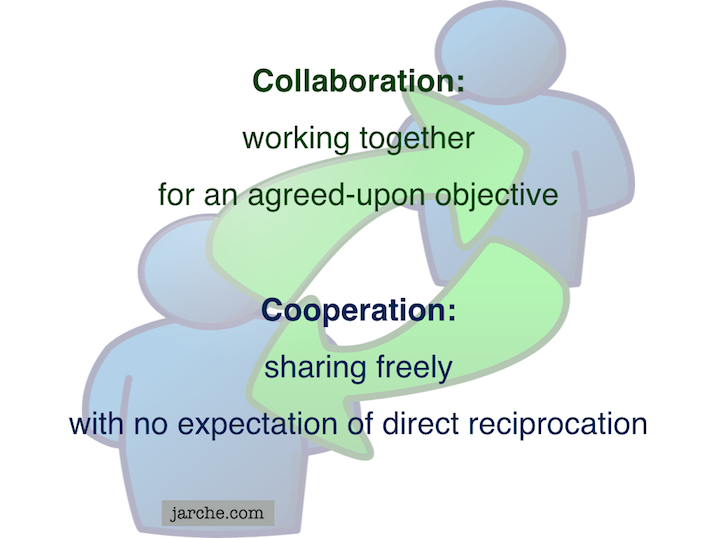 Collaboration:
working together
for an agreed-upon objective
Cooperation:
sharing freely
with no expectation of direct reciprocation
jarche.com